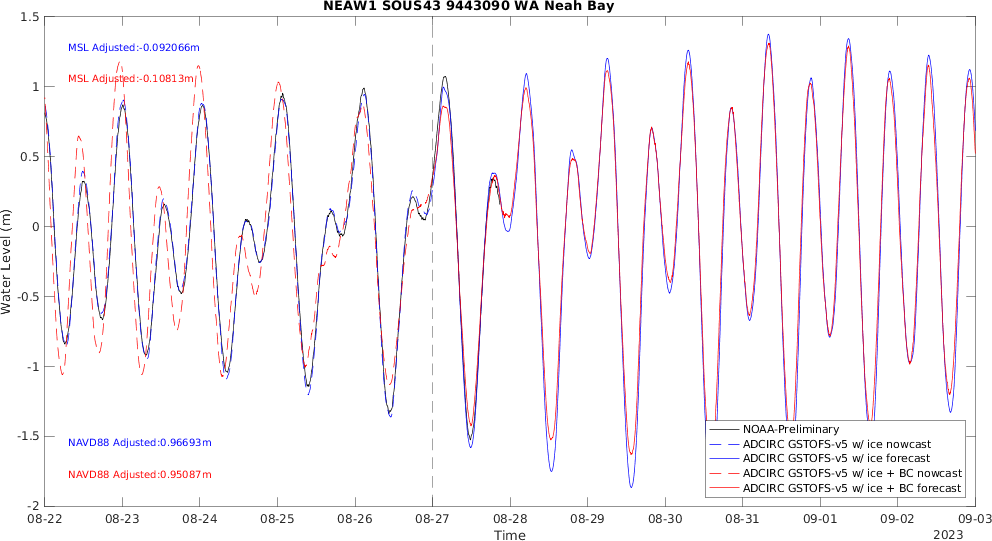 NEAW1 SOUS43 9443090 WA Neah Bay
1.5
1
0.5
0
-0.5
-1
-1.5
-2
Water Level (m)
MSL Adjusted:-0.092066m
MSL Adjusted:-0.10813m
NAVD88 Adjusted:0.96693m
NAVD88 Adjusted:0.95087m
NOAA-Preliminary
ADCIRC GSTOFS-v5 w/ ice nowcast
ADCIRC GSTOFS-v5 w/ ice forecast
ADCIRC GSTOFS-v5 w/ ice + BC nowcast
ADCIRC GSTOFS-v5 w/ ice + BC forecast
08-22 08-23 08-24 08-25 08-26 08-27 08-28 08-29 08-30 08-31 09-01 09-02 09-03
Time
2023